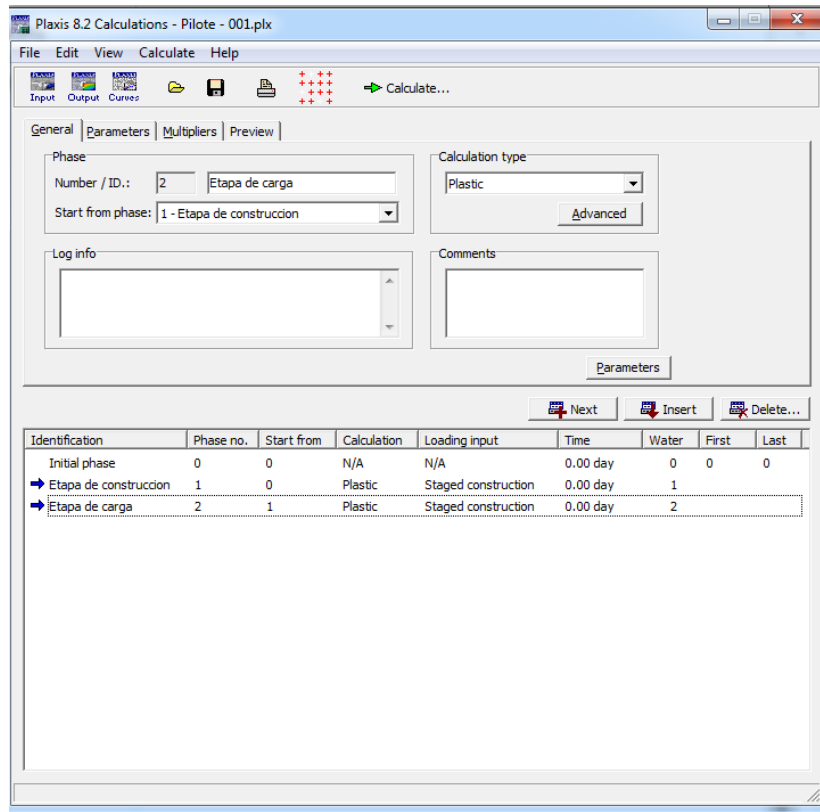 Plaxis 8.2 Calculations - Pilote - 001.plx
File Edit View Calculate Help
Input Output Curves Calculate...
General Parameters Multipliers Preview
Phase
Number / ID.: 2 Etapa de carga
Start from phase: 1 - Etapa de construccion
Calculation type
Plastic
Advanced
Log info
Comments
Parameters
Next Insert Delete...
Identification Phase no. Start from Calculation Loading input Time Water First Last
Initial phase 0 0 N/A N/A 0.00 day 0 0 0
Etapa de construccion 1 0 Plastic Staged construction 0.00 day 1
Etapa de carga 2 1 Plastic Staged construction 0.00 day 2